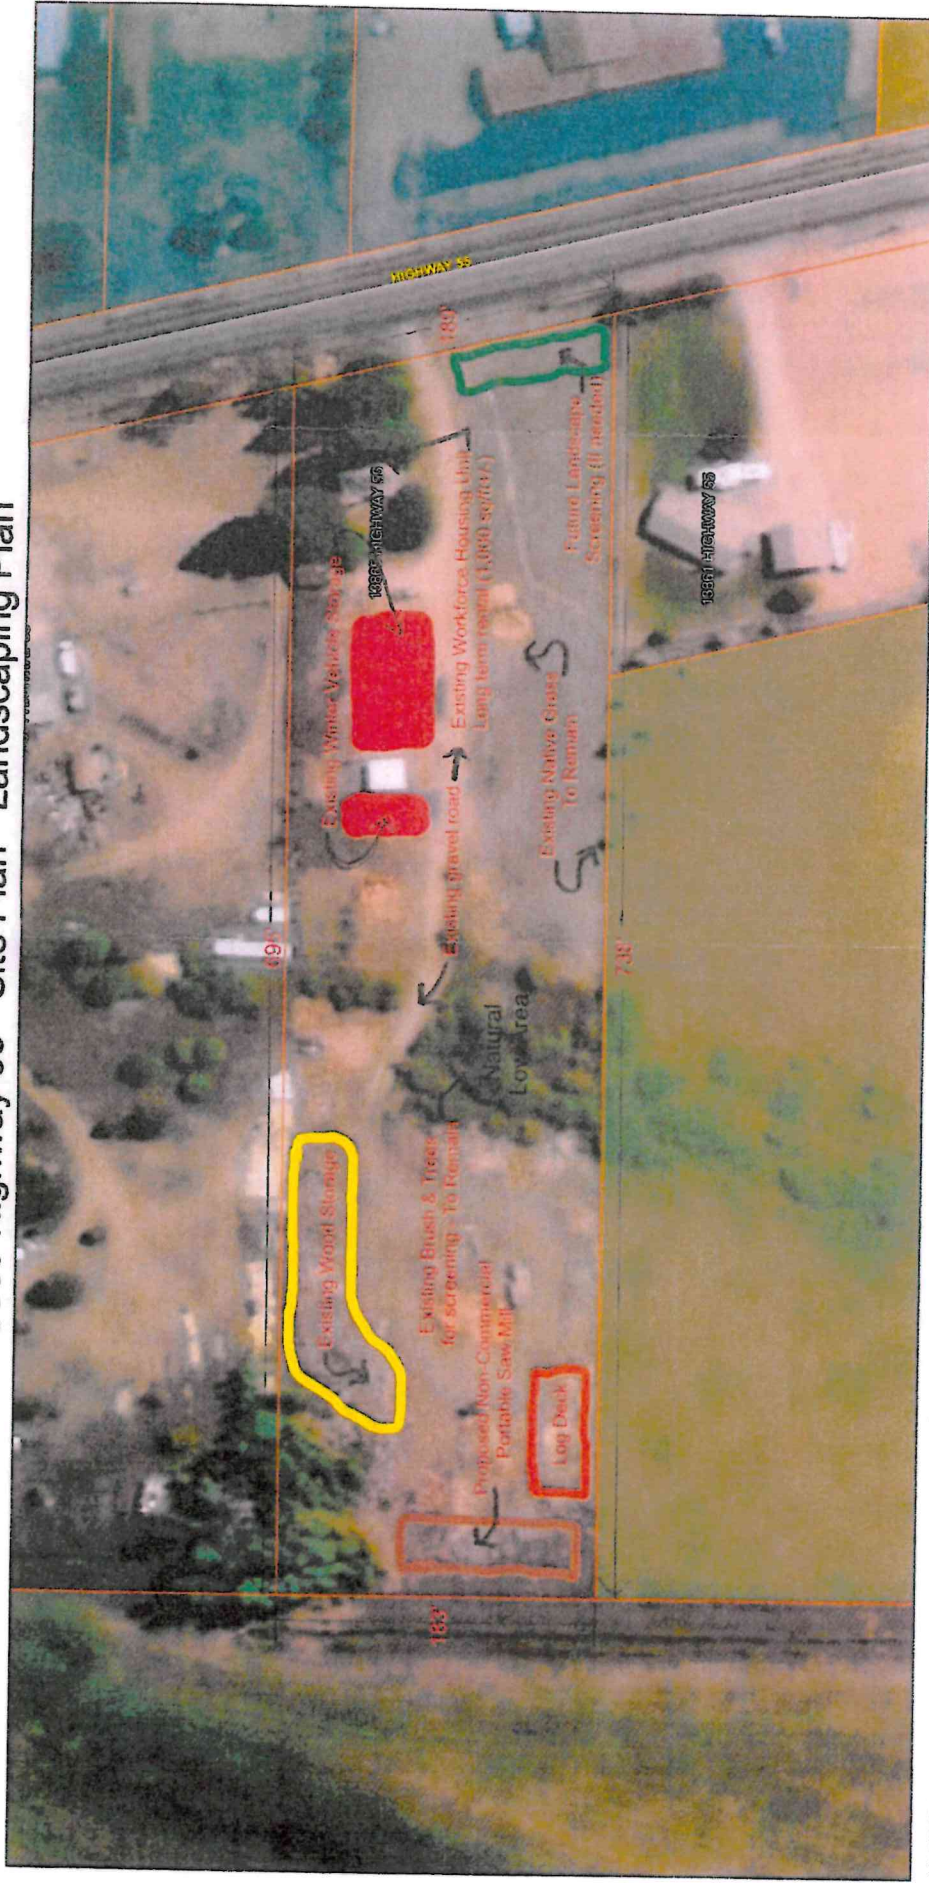 Highway 55 Site Plan - Landscaping Plan
HIGHWAY 55
189'
Future Landscape
Screening (if needed)
13865 HIGHWAY 55
13861 HIGHWAY 55
Existing Winter Vehicle Storage
Existing Workforce Housing Unit
Long term rental (1,000 sq/ft+/-)
Existing Native Grass
To Remain
Existing gravel road
738'
Natural
Low Area
Existing Wood Storage
Existing Brush & Trees
for screening - To Remain
Proposed Non-Commercial
Portable Saw Mill
Log Deck
183'